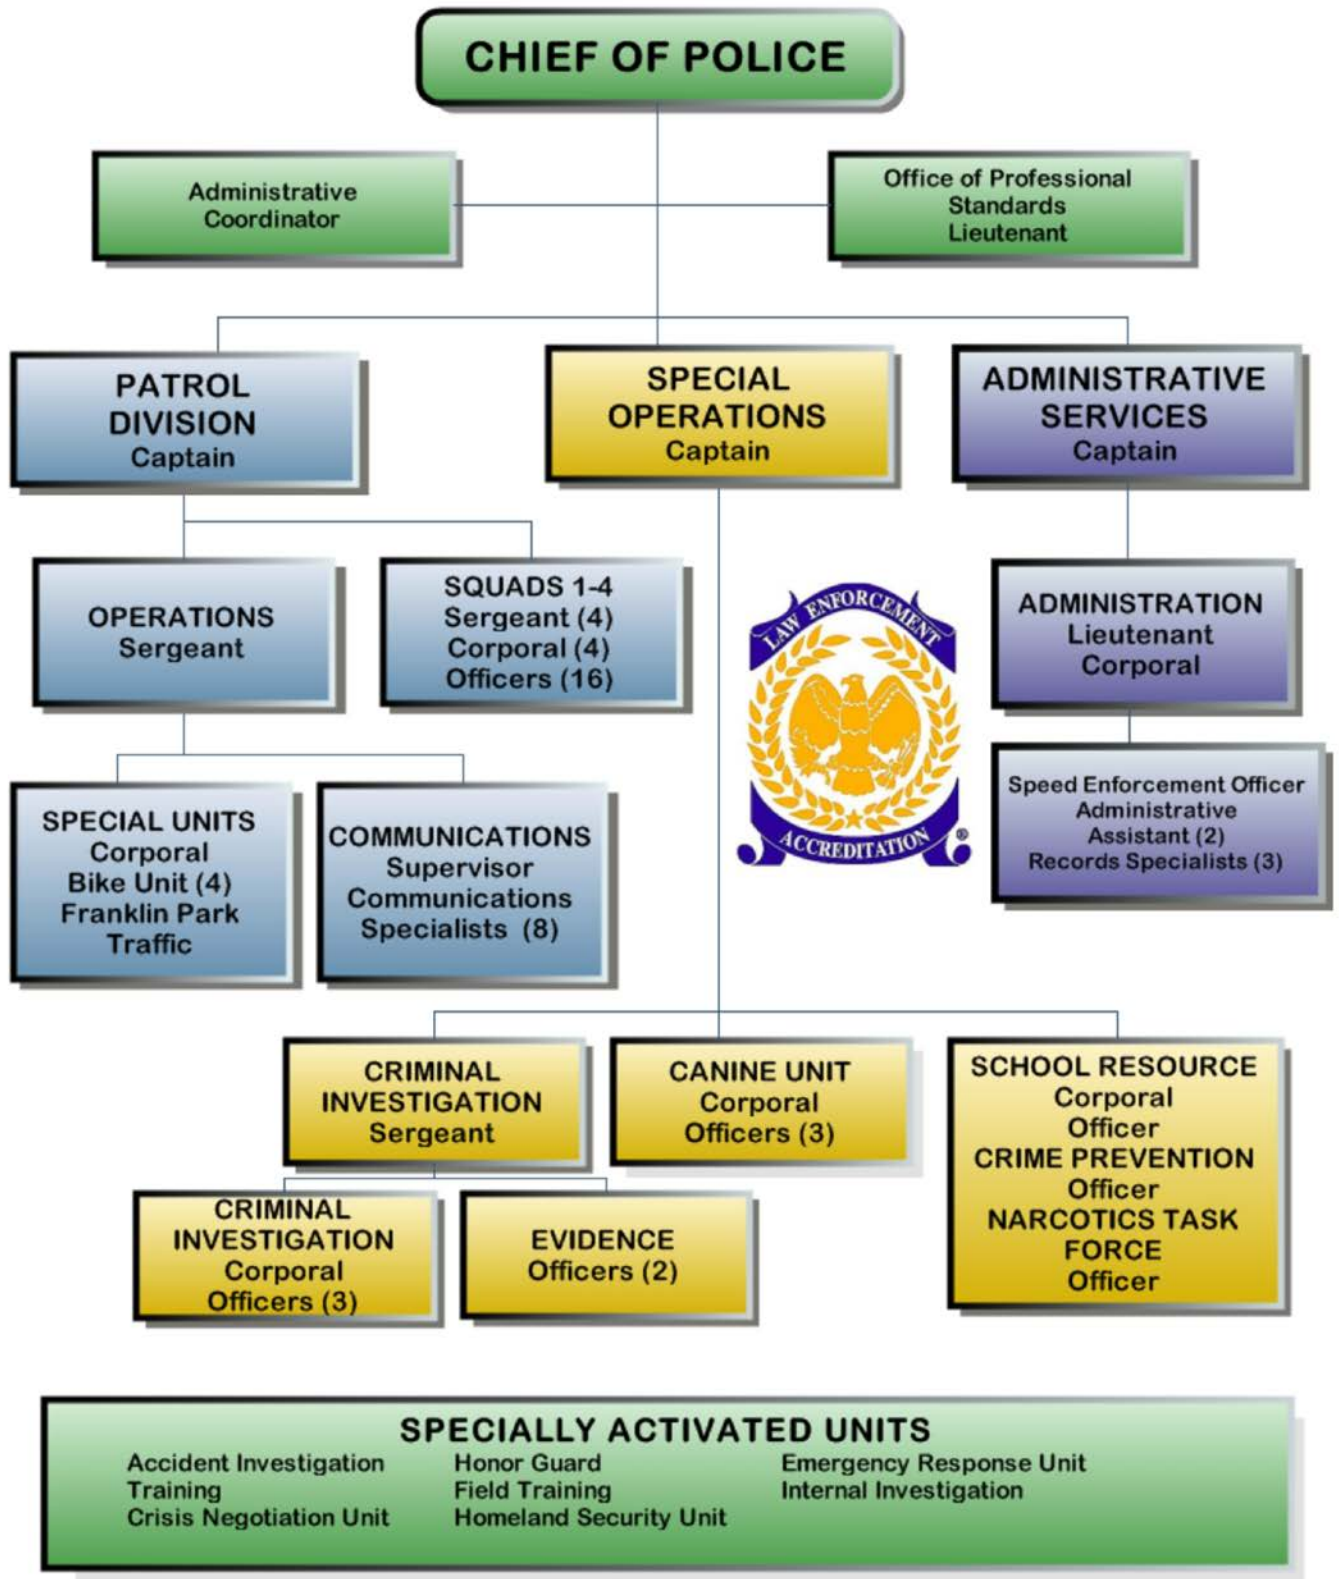 CHIEF OF POLICE
Administrative
Coordinator
Office of Professional
Standards
Lieutenant
PATROL
DIVISION
Captain
SPECIAL
OPERATIONS
Captain
ADMINISTRATIVE
SERVICES
Captain
OPERATIONS
Sergeant
SQUADS 1-4
Sergeant (4)
Corporal (4)
Officers (16)
LAW ENFORCEMENT
ACCREDITATION ®
ADMINISTRATION
Lieutenant
Corporal
SPECIAL UNITS
Corporal
Bike Unit (4)
Franklin Park
Traffic
COMMUNICATIONS
Supervisor
Communications
Specialists (8)
Speed Enforcement Officer
Administrative
Assistant (2)
Records Specialists (3)
CRIMINAL
INVESTIGATION
Sergeant
CANINE UNIT
Corporal
Officers (3)
SCHOOL RESOURCE
Corporal
Officer
CRIME PREVENTION
Officer
NARCOTICS TASK
FORCE
Officer
CRIMINAL
INVESTIGATION
Corporal
Officers (3)
EVIDENCE
Officers (2)
SPECIALLY ACTIVATED UNITS
Accident Investigation
Training
Crisis Negotiation Unit
Honor Guard
Field Training
Homeland Security Unit
Emergency Response Unit
Internal Investigation